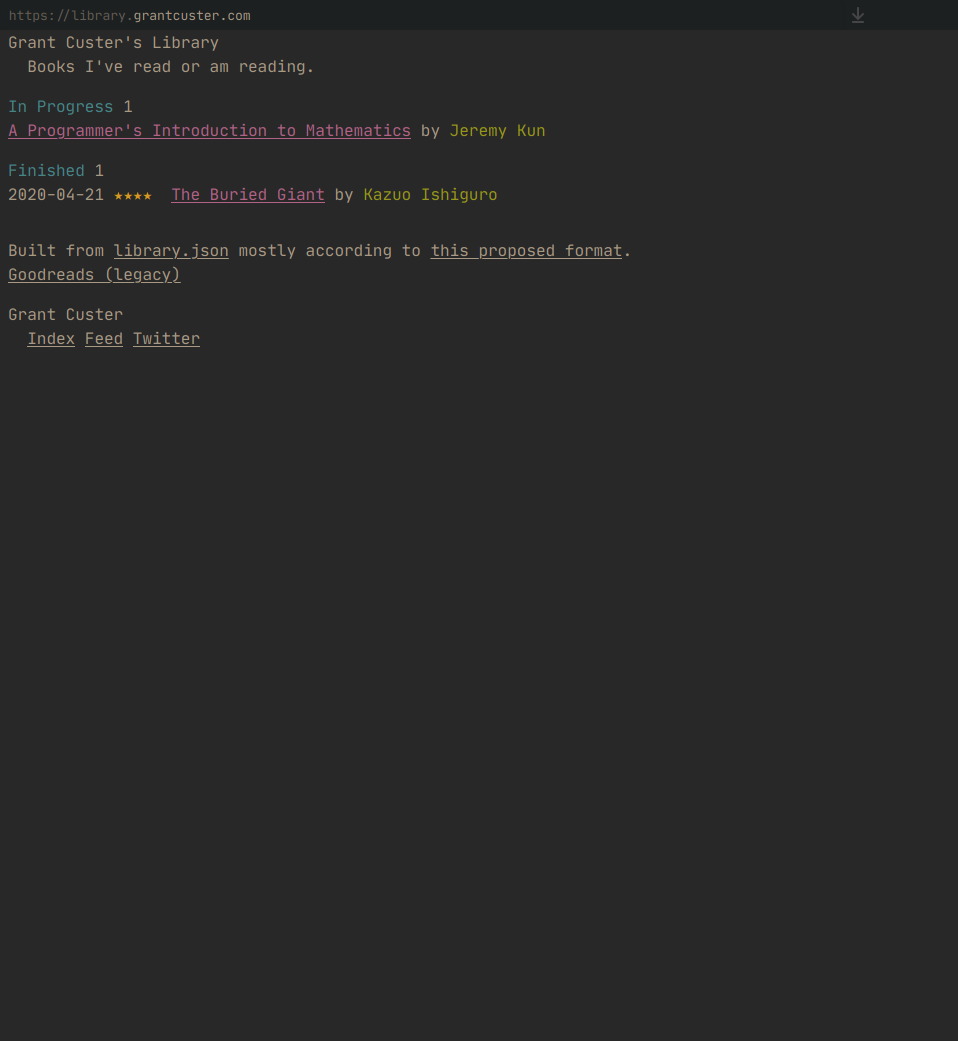 https://library.grantcuster.com
Grant Custer's Library
Books I've read or am reading.
In Progress 1
A Programmer's Introduction to Mathematics by Jeremy Kun
Finished 1
2020-04-21 ★★★★ The Buried Giant by Kazuo Ishiguro
Built from library.json mostly according to this proposed format.
Goodreads (legacy)
Grant Custer
Index Feed Twitter